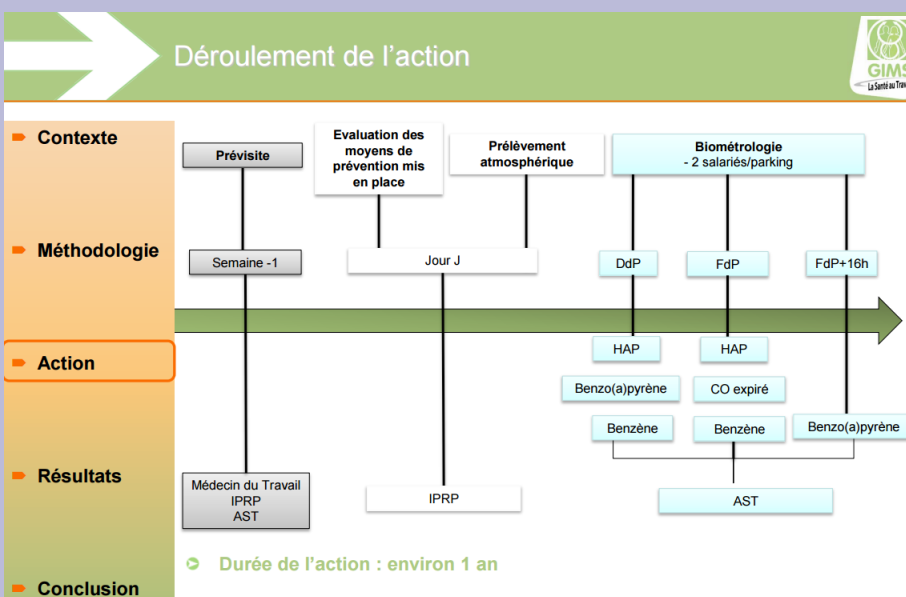 Déroulement de l'action
GIMS
La Santé au Trav
Contexte
Méthodologie
Action
Résultats
Conclusion
Prévisite
Evaluation des
moyens de
prévention mis
en place
Prélèvement
atmosphérique
Biométrologie
- 2 salariés/parking
Semaine -1
Jour J
DdP
FdP
FdP+16h
HAP
HAP
Benzo(a)pyrène
CO expiré
Benzène
Benzène
Benzo(a)pyrène
Médecin du Travail
IPRP
AST
IPRP
AST
Durée de l'action : environ 1 an